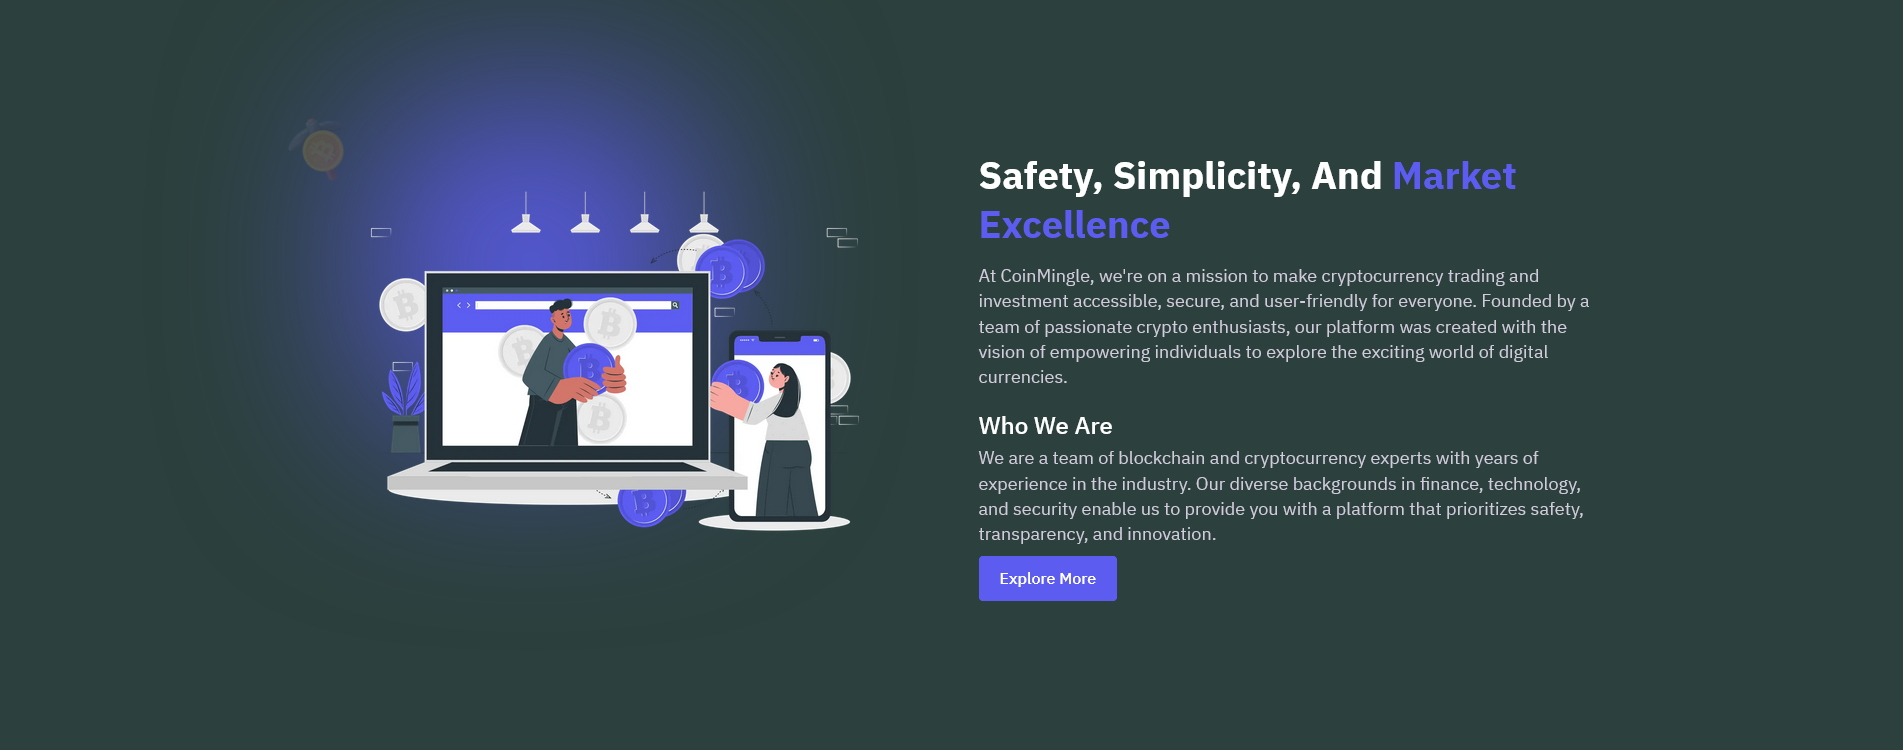 Safety, Simplicity, And Market
Excellence
At CoinMingle, we're on a mission to make cryptocurrency trading and
investment accessible, secure, and user-friendly for everyone. Founded by a
team of passionate crypto enthusiasts, our platform was created with the
vision of empowering individuals to explore the exciting world of digital
currencies.
Who We Are
We are a team of blockchain and cryptocurrency experts with years of
experience in the industry. Our diverse backgrounds in finance, technology,
and security enable us to provide you with a platform that prioritizes safety,
transparency, and innovation.
Explore More